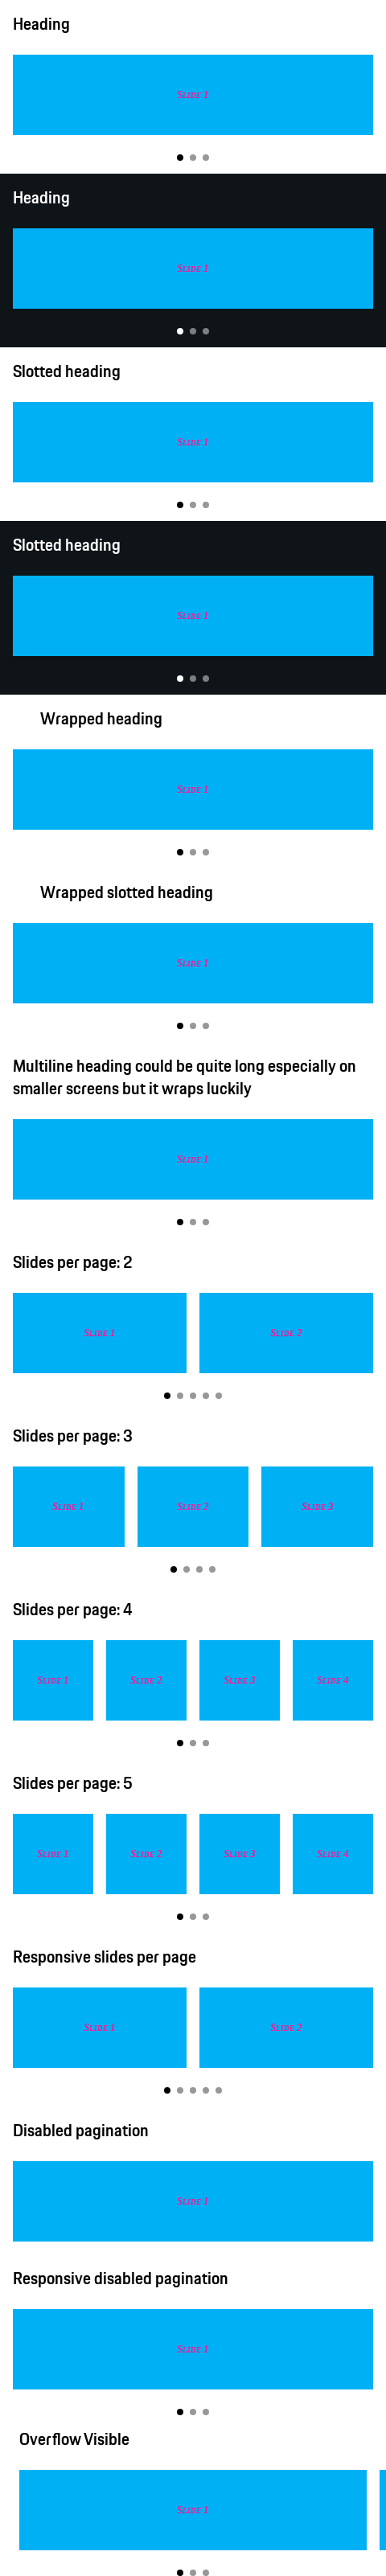 Heading
Slide 1
Heading
Slide 1
Slotted heading
Slide 1
Slotted heading
Slide 1
Wrapped heading
Slide 1
Wrapped slotted heading
Slide 1
Multiline heading could be quite long especially on
smaller screens but it wraps luckily
Slide 1
Slides per page: 2
Slide 1 Slide 2
Slides per page: 3
Slide 1 Slide 2 Slide 3
Slides per page: 4
Slide 1 Slide 2 Slide 3 Slide 4
Slides per page: 5
Slide 1 Slide 2 Slide 3 Slide 4
Responsive slides per page
Slide 1 Slide 2
Disabled pagination
Slide 1
Responsive disabled pagination
Slide 1
Overflow Visible
Slide 1